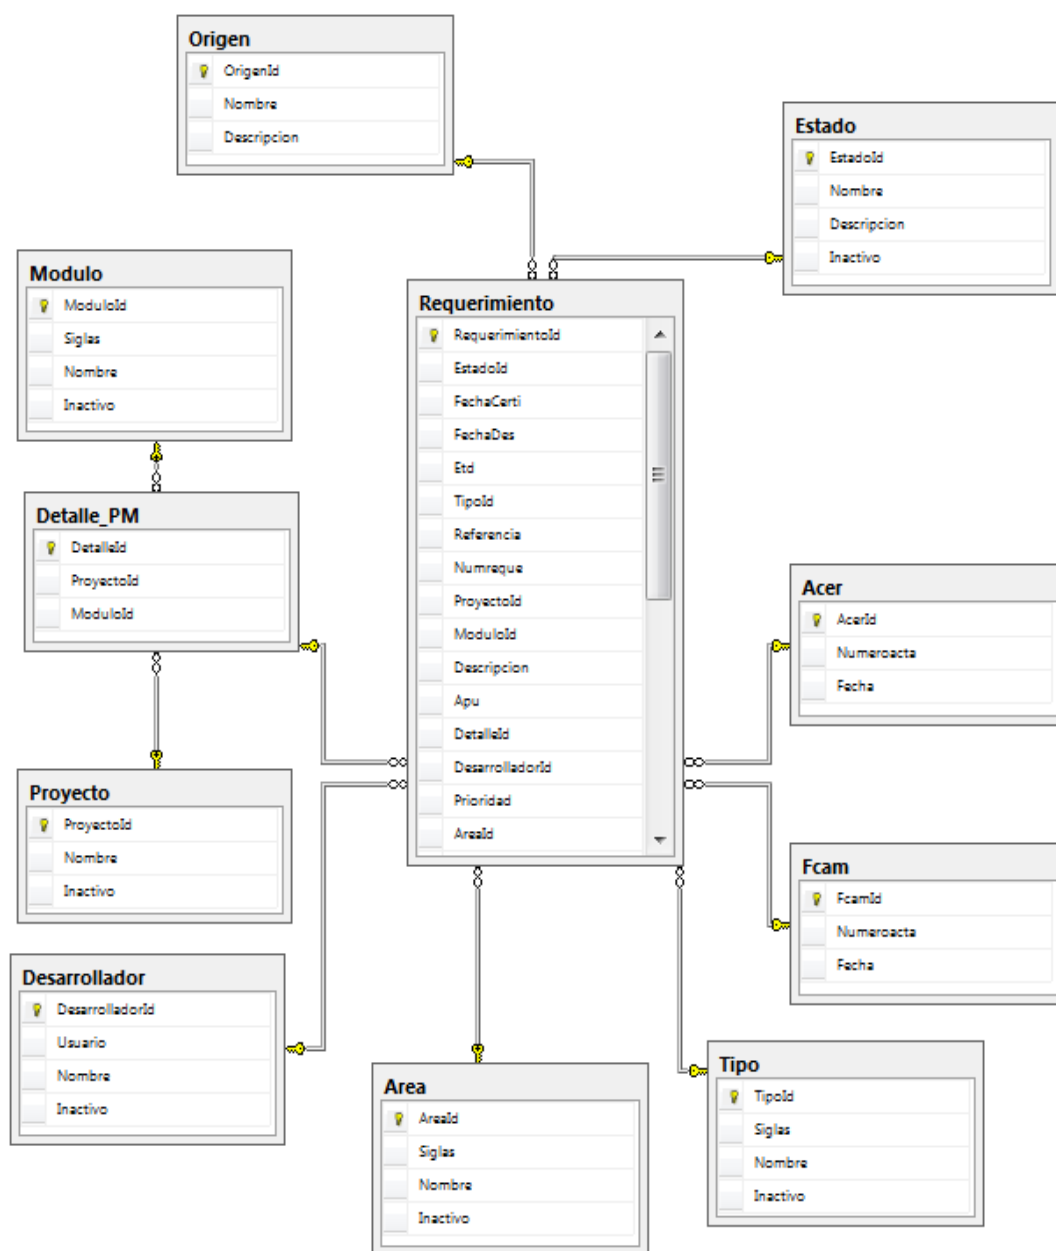 Origen
OrigenId
Nombre
Descripcion
Estado
EstadoId
Nombre
Descripcion
Inactivo
Modulo
ModuloId
Siglas
Nombre
Inactivo
Requerimiento
RequerimientoId
EstadoId
FechaCerti
FechaDes
Etd
TipoId
Referencia
Numreque
ProyectoId
ModuloId
Descripcion
Apu
DetalleId
DesarrolladorId
Prioridad
AreaId
Detalle_PM
DetalleId
ProyectoId
ModuloId
Acer
AcerId
Numeroacta
Fecha
Proyecto
ProyectoId
Nombre
Inactivo
Fcam
FcamId
Numeroacta
Fecha
Desarrollador
DesarrolladorId
Usuario
Nombre
Inactivo
Area
AreaId
Siglas
Nombre
Inactivo
Tipo
TipoId
Siglas
Nombre
Inactivo